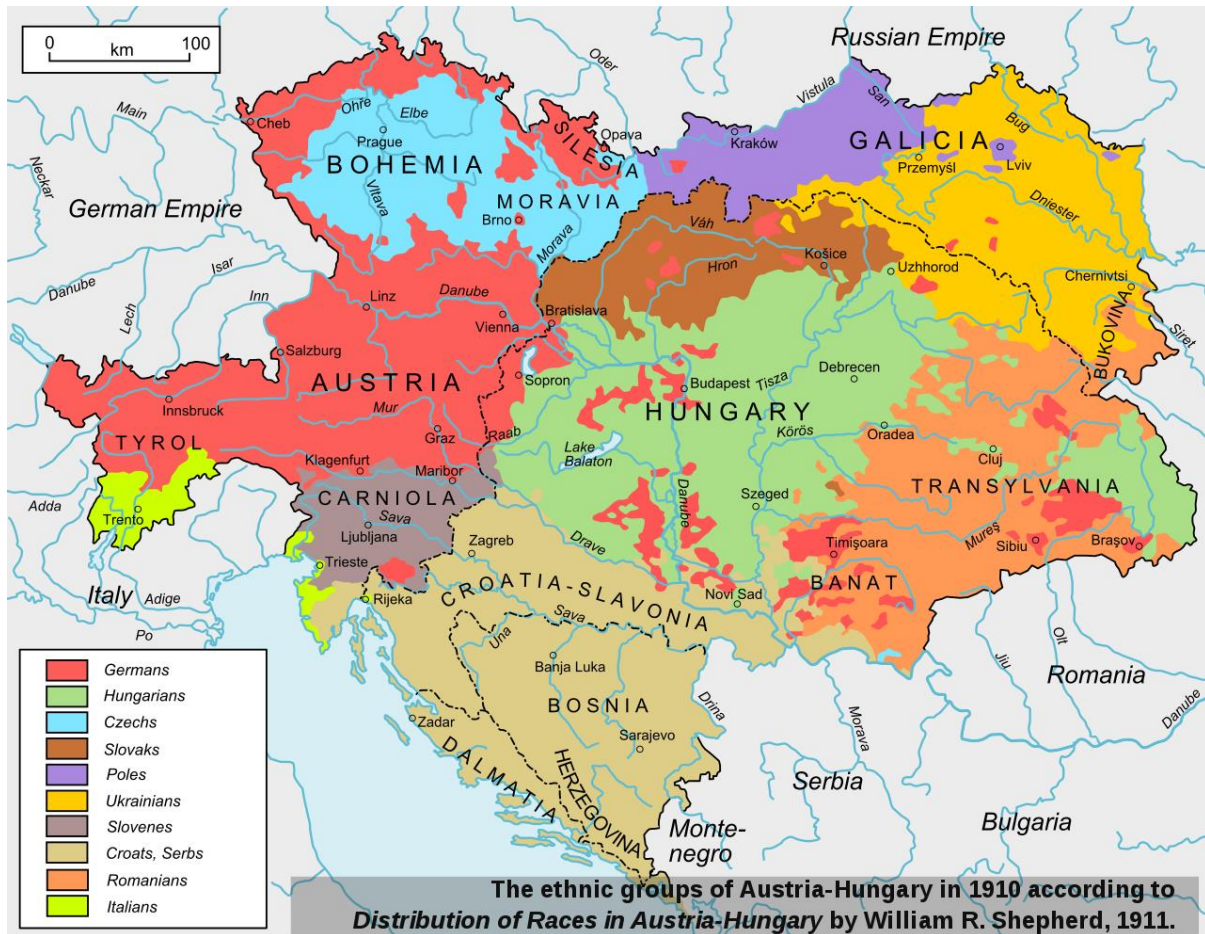 0 100
km
Russian Empire
Oder
Main
Cheb
Ohře
Elbe
Prague
Vltava
BOHEMIA
SILESIA
Opava
Vistula
San
Bug
Kraków
GALICIA
Przemyśl
Lviv
Neckar
German Empire
MORAVIA
Brno
Morava
Váh
Hron
Košice
Uzhhorod
Dniester
Chernivtsi
BUKOVINA
Siret
Danube
Lech
Isar
Inn
Linz
Danube
Vienna
Bratislava
Salzburg
AUSTRIA
Sopron
Budapest
Tisza
Debrecen
Innsbruck
Mur
Graz
Raab
HUNGARY
Körös
Oradea
Cluj
TYROL
Klagenfurt
Maribor
Lake
Balaton
Danube
Szeged
TRANSYLVANIA
Adda
Trento
CARNIOLA
Sava
Ljubljana
Zagreb
Drave
Timişoara
Mureş
Sibiu
Braşov
Italy
Adige
Po
Trieste
Rijeka
CROATIA-SLAVONIA
Sava
Novi Sad
BANAT
Una
Banja Luka
BOSNIA
Drina
Sarajevo
Zadar
DALMATIA
HERZEGOVINA
Jiu
Olt
Romania
Danube
Morava
Serbia
Monte-
negro
Bulgaria
Germans
Hungarians
Czechs
Slovaks
Poles
Ukrainians
Slovenes
Croats, Serbs
Romanians
Italians
The ethnic groups of Austria-Hungary in 1910 according to
Distribution of Races in Austria-Hungary by William R. Shepherd, 1911.